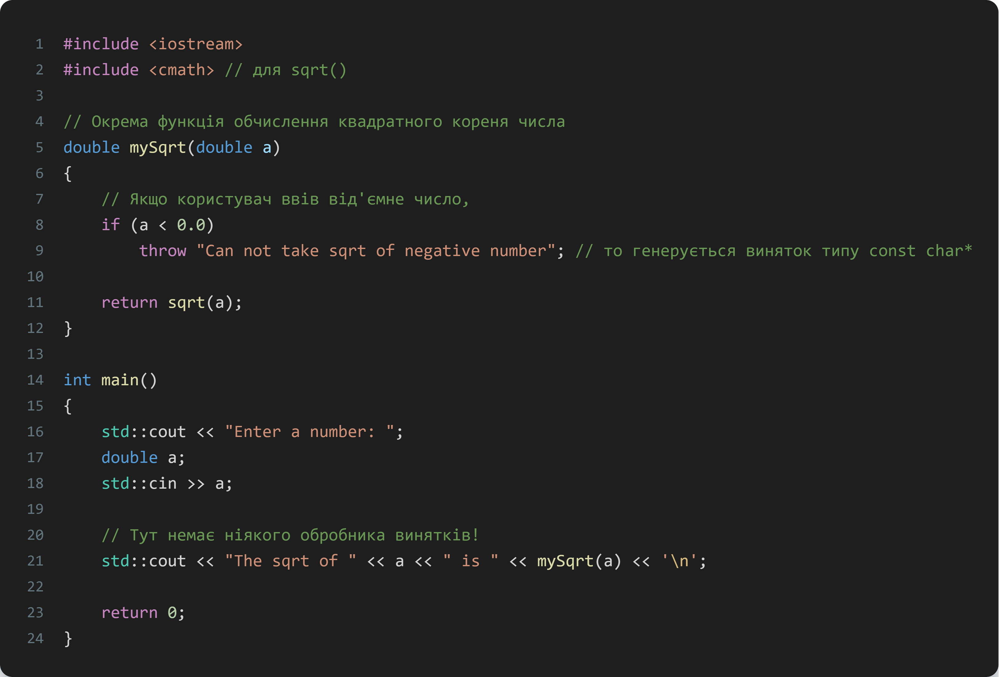 1 #include <iostream>
2 #include <cmath> // для sqrt()
3
4 // Окрема функція обчислення квадратного кореня числа
5 double mySqrt(double a)
6 {
7     // Якщо користувач ввів від'ємне число,
8     if (a < 0.0)
9         throw "Can not take sqrt of negative number"; // то генерується виняток типу const char*
10
11     return sqrt(a);
12 }
13
14 int main()
15 {
16     std::cout << "Enter a number: ";
17     double a;
18     std::cin >> a;
19
20     // Тут немає ніякого обробника винятків!
21     std::cout << "The sqrt of " << a << " is " << mySqrt(a) << '\n';
22
23     return 0;
24 }